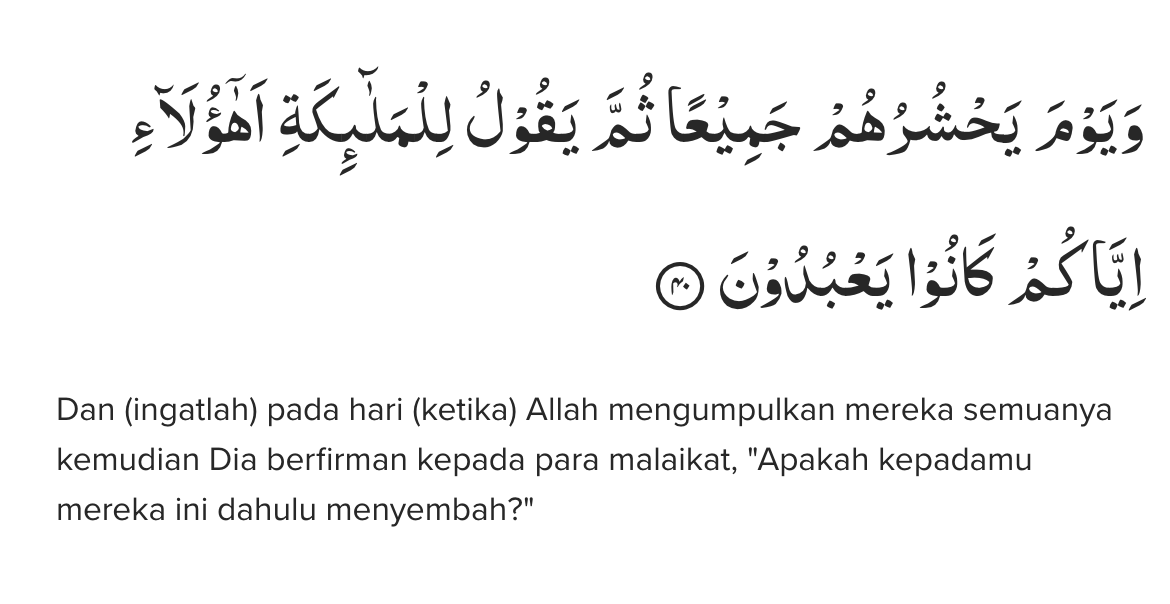 وَيَوْمَ يَحْشُرُهُمْ جَمِيْعًا ثُمَّ يَقُوْلُ لِلْمَلٰۤىِٕكَةِ اَهٰٓؤُلَاۤءِ
اِيَّاكُمْ كَانُوْا يَعْبُدُوْنَ ٤٠
Dan (ingatlah) pada hari (ketika) Allah mengumpulkan mereka semuanya
kemudian Dia berfirman kepada para malaikat, "Apakah kepadamu
mereka ini dahulu menyembah?"